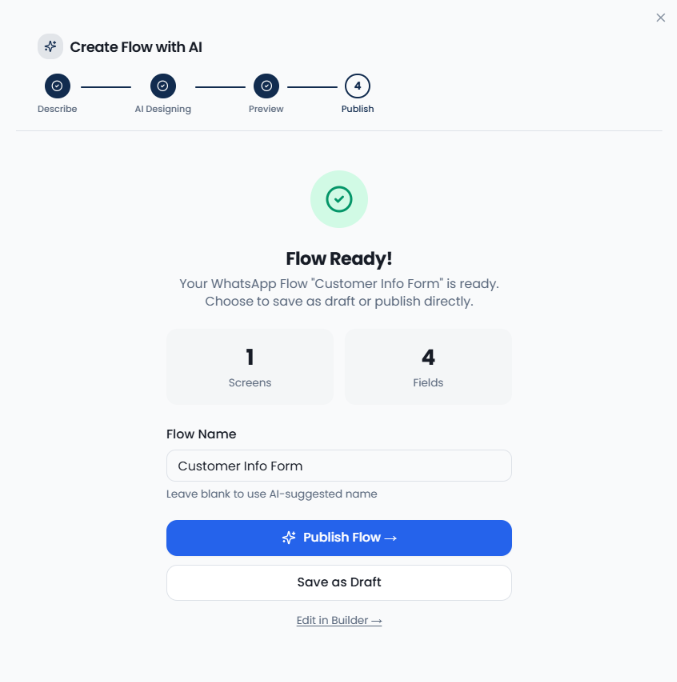 Create Flow with AI
4
Describe
AI Designing
Preview
Publish
Flow Ready!
Your WhatsApp Flow "Customer Info Form" is ready.
Choose to save as draft or publish directly.
1
Screens
4
Fields
Flow Name
Customer Info Form
Leave blank to use AI-suggested name
Publish Flow →
Save as Draft
Edit in Builder →